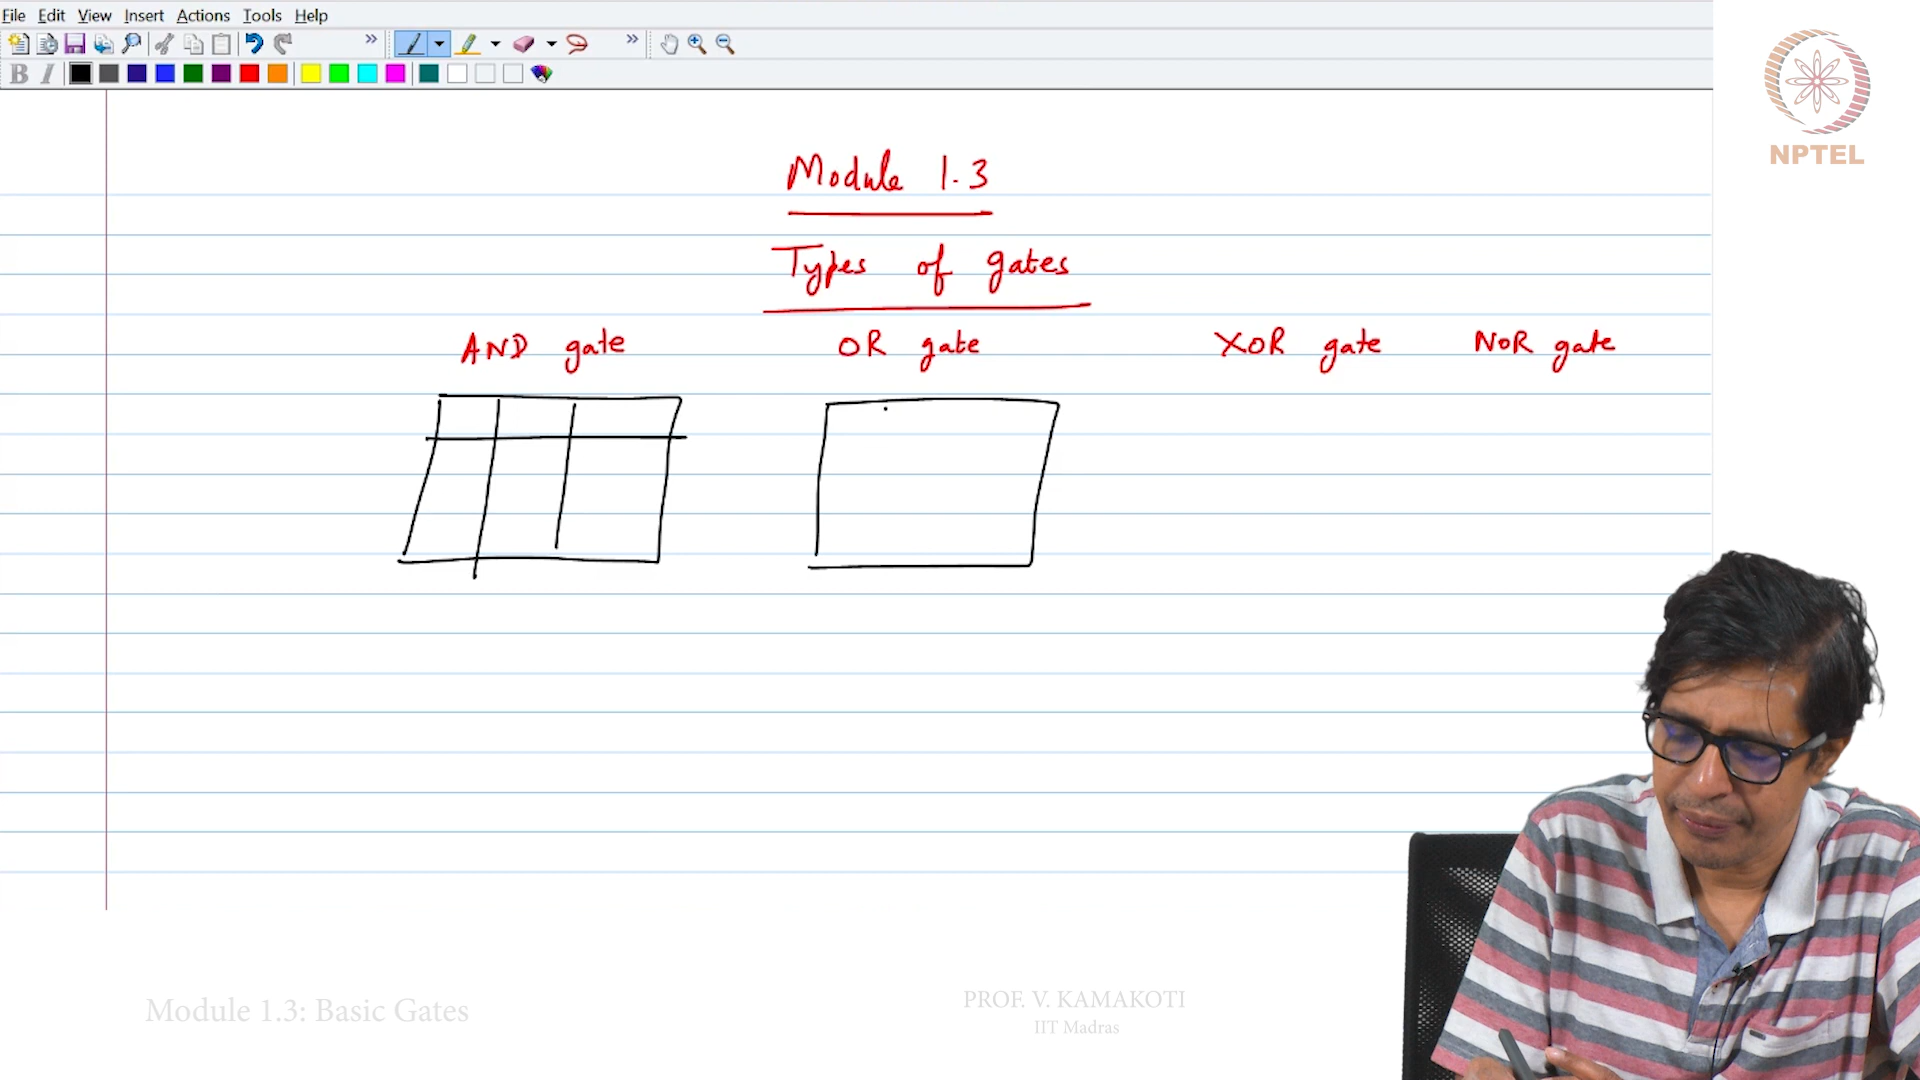 File Edit View Insert Actions Tools Help
B I
NPTEL
Module 1.3
Types of gates
AND gate OR gate XOR gate NOR gate
Module 1.3: Basic Gates
PROF. V. KAMAKOTI
IIT Madras